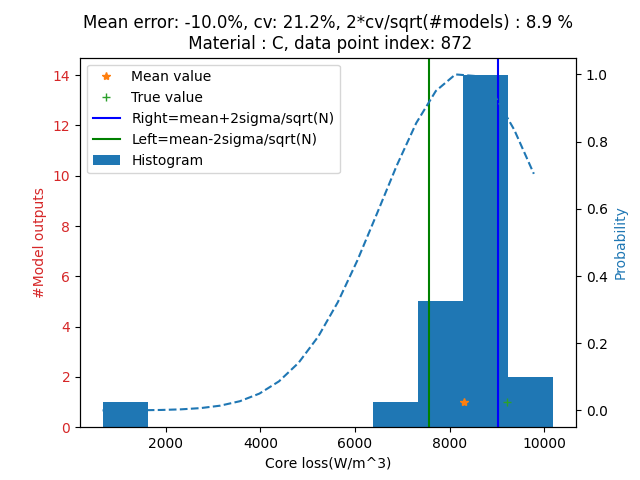 Mean error: -10.0%, cv: 21.2%, 2*cv/sqrt(#models) : 8.9 %
Material : C, data point index: 872
Mean value
True value
Right=mean+2sigma/sqrt(N)
Left=mean-2sigma/sqrt(N)
Histogram
14
12
10
8
6
4
2
0
#Model outputs
1.0
0.8
0.6
0.4
0.2
0.0
Probability
2000 4000 6000 8000 10000
Core loss(W/m^3)